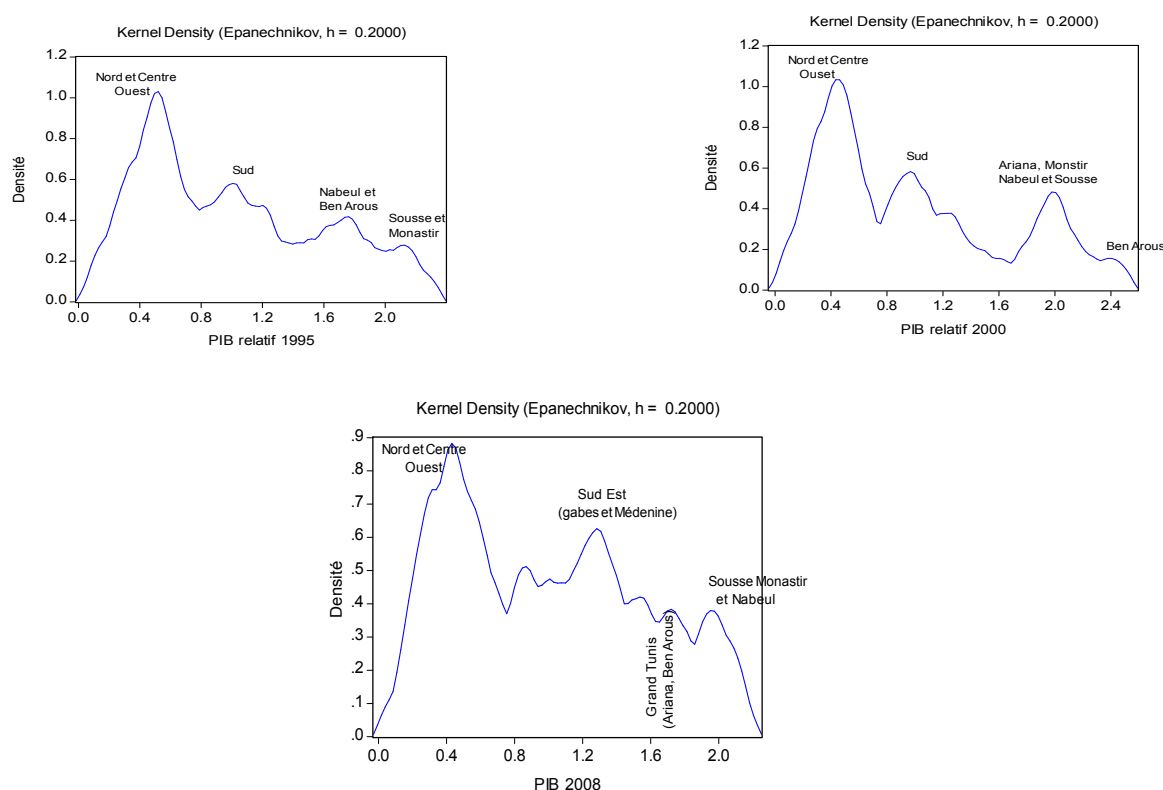 Kernel Density (Epanechnikov, h = 0.2000)
1.2
1.0
0.8
0.6
0.4
0.2
0.0
Densité
Nord et Centre
Ouest
Sud
Nabeul et
Ben Arous
Sousse et
Monastir
0.0 0.4 0.8 1.2 1.6 2.0
PIB relatif 1995
Kernel Density (Epanechnikov, h = 0.2000)
1.2
1.0
0.8
0.6
0.4
0.2
0.0
Densité
Nord et Centre
Ouset
Sud
Ariana, Monstir
Nabeul et Sousse
Ben Arous
0.0 0.4 0.8 1.2 1.6 2.0 2.4
PIB relatif 2000
Kernel Density (Epanechnikov, h = 0.2000)
.9
.8
.7
.6
.5
.4
.3
.2
.1
.0
Densité
Nord et Centre
Ouest
Sud Est
(gabes et Médenine)
Grand Tunis
(Ariana, Ben Arous)
Sousse Monastir
et Nabeul
0.0 0.4 0.8 1.2 1.6 2.0
PIB 2008